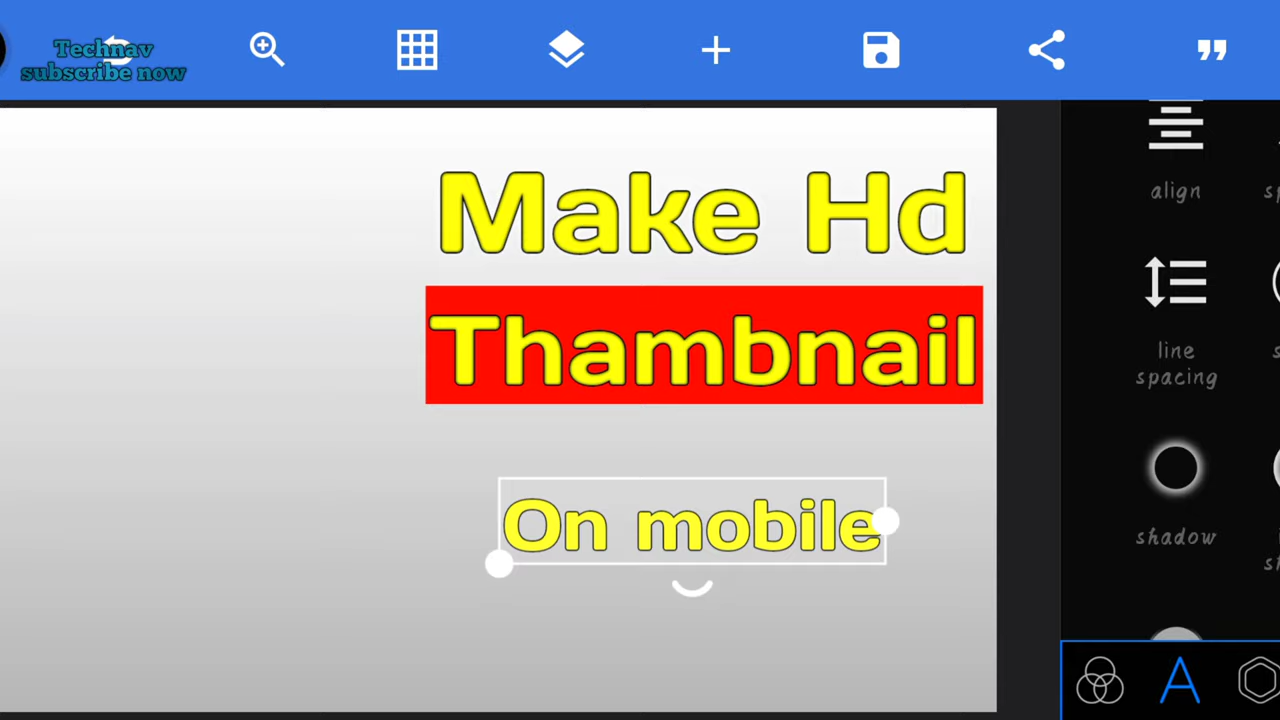 Technav
subscribe now
Make Hd
Thambnail
On mobile
align
line
spacing
shadow